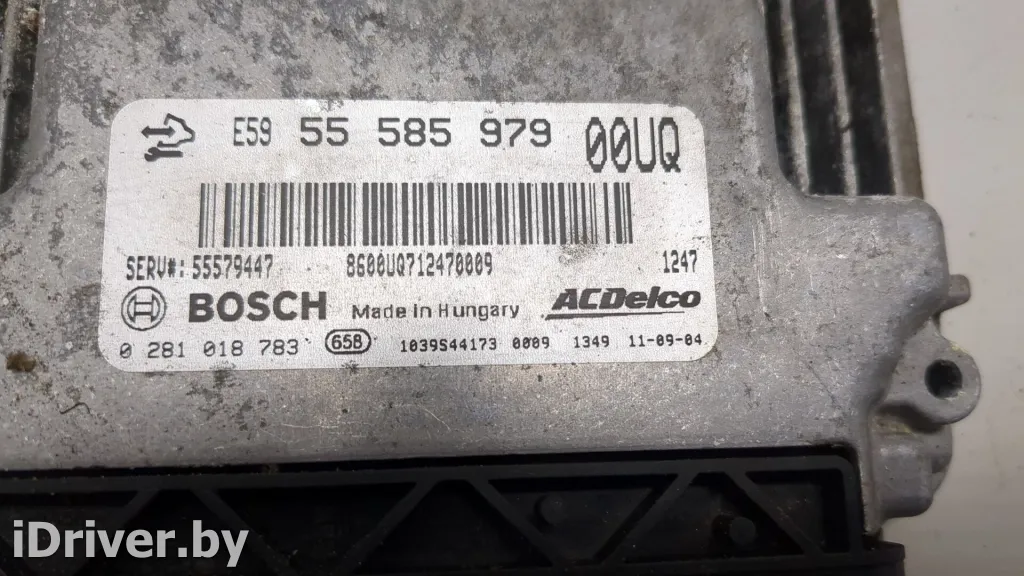 E59 55 585 979 00UQ
SERV#: 55579447 8600UQ712470009 1247
BOSCH Made in Hungary ACDelco
0 281 018 783 658 1039S44173 0009 1349 11-09-04
iDriver.by